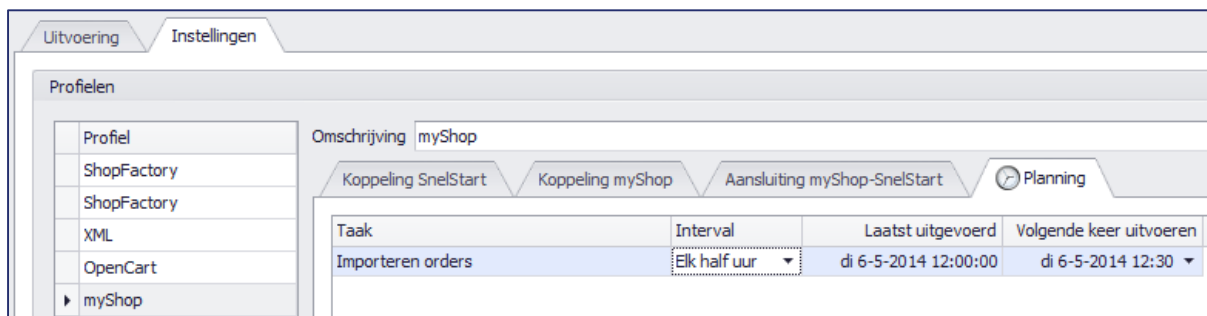 Uitvoering Instellingen
Profielen
Profiel
ShopFactory
ShopFactory
XML
OpenCart
myShop
Omschrijving myShop
Koppeling SnelStart Koppeling myShop Aansluiting myShop-SnelStart Planning
Taak Interval Laatst uitgevoerd Volgende keer uitvoeren
Importeren orders Elk half uur di 6-5-2014 12:00:00 di 6-5-2014 12:30